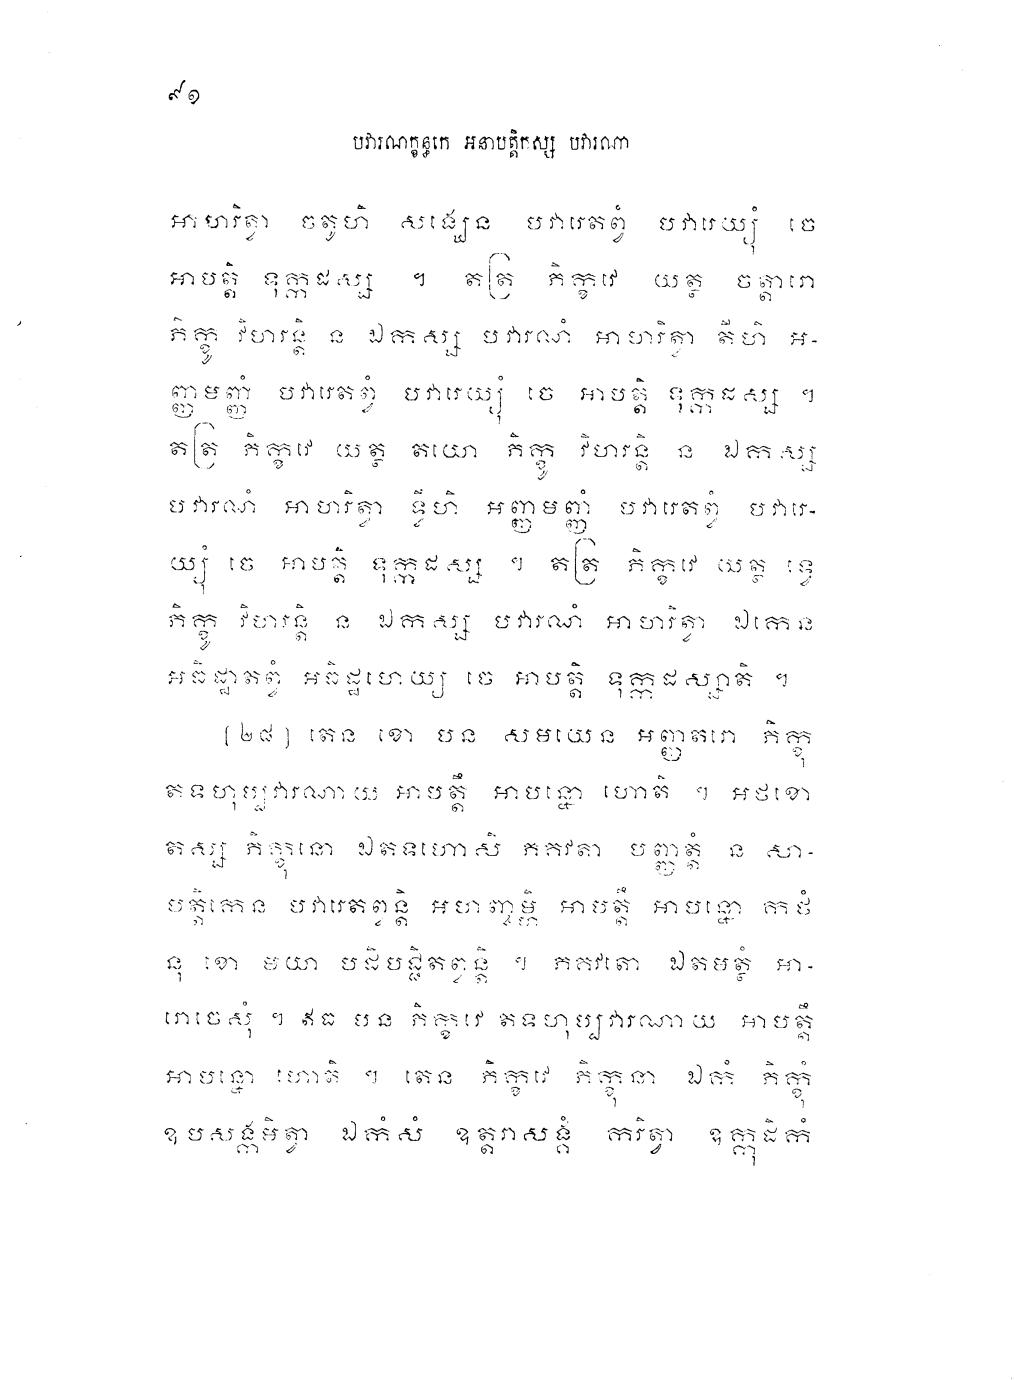 ៩១
បវារណក្ខន្ធកេ អនាបត្តិកស្ស បវារណា
អាហរិត្វា ចតូហិ សង្ឃេន បវារេតព្វំ បវារេយ្យុំ ចេ
អាបត្តិ ទុក្កដស្ស ។ តត្រ ភិក្ខវេ យត្ថ ចត្តារោ
ភិក្ខូ វិហរន្តិ ន ឯកស្ស បវារណំ អាហរិត្វា តីហិ អ-
ញ្ញមញ្ញំ បវារេតព្វំ បវារេយ្យុំ ចេ អាបត្តិ ទុក្កដស្ស ។
តត្រ ភិក្ខវេ យត្ថ តយោ ភិក្ខូ វិហរន្តិ ន ឯកស្ស
បវារណំ អាហរិត្វា ទ្វីហិ អញ្ញមញ្ញំ បវារេតព្វំ បវារេ-
យ្យុំ ចេ អាបត្តិ ទុក្កដស្ស ។ តត្រ ភិក្ខវេ យត្ថ ទ្វេ
ភិក្ខូ វិហរន្តិ ន ឯកស្ស បវារណំ អាហរិត្វា ឯកេន
អធិដ្ឋាតព្វំ អធិដ្ឋហេយ្យ ចេ អាបត្តិ ទុក្កដស្សាតិ ។
(២៨) តេន ខោ បន សមយេន អញ្ញតរោ ភិក្ខុ
តទហុប្បវារណាយ អាបត្តឹ អាបន្នោ ហោតិ ។ អថខោ
តស្ស ភិក្ខុនោ ឯតទហោសិ ភគវតា បញ្ញត្តំ ន សា-
បត្តិកេន បវារេតព្វន្តិ អហញ្ចម្ហិ អាបត្តឹ អាបន្នោ កថំ
នុ ខោ មយា បដិបជ្ជិតព្វន្តិ ។ ភគវតោ ឯតមត្ថំ អា-
រោចេសុំ ។ ឥធ បន ភិក្ខវេ តទហុប្បវារណាយ អាបត្តឹ
អាបន្នោ ហោតិ ។ តេន ភិក្ខវេ ភិក្ខុនា ឯកំ ភិក្ខុំ
ឧបសង្កមិត្វា ឯកំសំ ឧត្តរាសង្គំ ករិត្វា ឧក្កុដិកំ